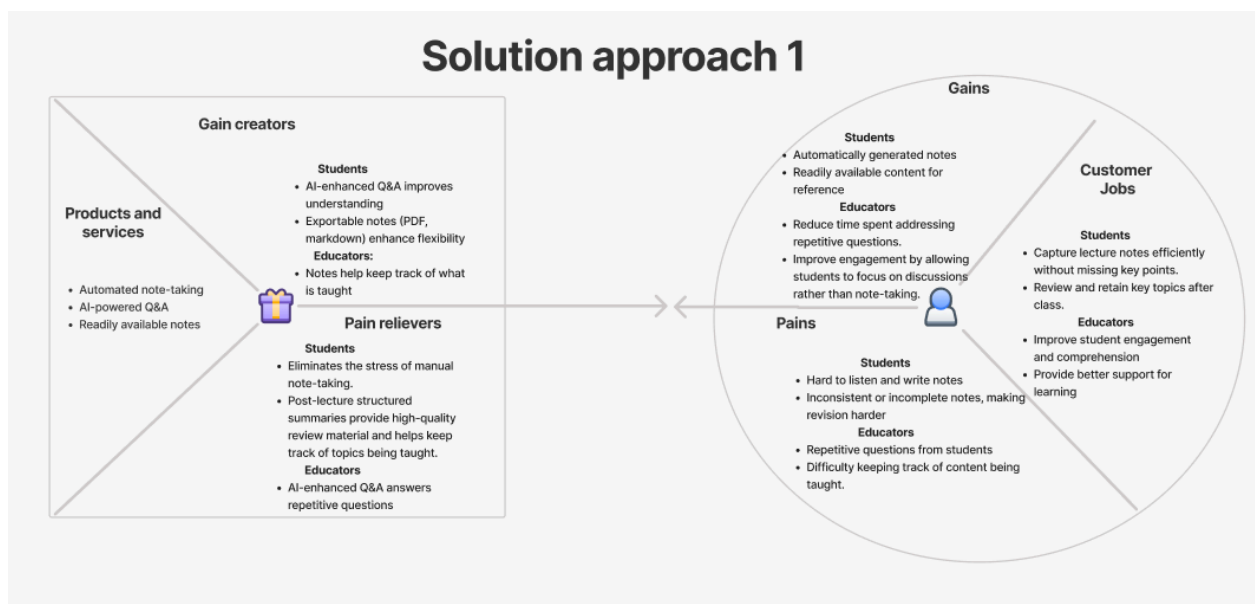 Solution approach 1
Gain creators
Students
• AI-enhanced Q&A improves
understanding
• Exportable notes (PDF,
markdown) enhance flexibility
Educators:
• Notes help keep track of what
is taught
Products and
services
• Automated note-taking
• AI-powered Q&A
• Readily available notes
Pain relievers
Students
• Eliminates the stress of manual
note-taking.
• Post-lecture structured
summaries provide high-quality
review material and helps keep
track of topics being taught.
Educators
• AI-enhanced Q&A answers
repetitive questions
Gains
Students
• Automatically generated notes
• Readily available content for
reference
Educators
• Reduce time spent addressing
repetitive questions.
• Improve engagement by allowing
students to focus on discussions
rather than note-taking.
Customer
Jobs
Students
• Capture lecture notes efficiently
without missing key points.
• Review and retain key topics after
class.
Educators
• Improve student engagement
and comprehension
• Provide better support for
learning
Pains
Students
• Hard to listen and write notes
• Inconsistent or incomplete notes, making
revision harder
Educators
• Repetitive questions from students
• Difficulty keeping track of content being
taught.